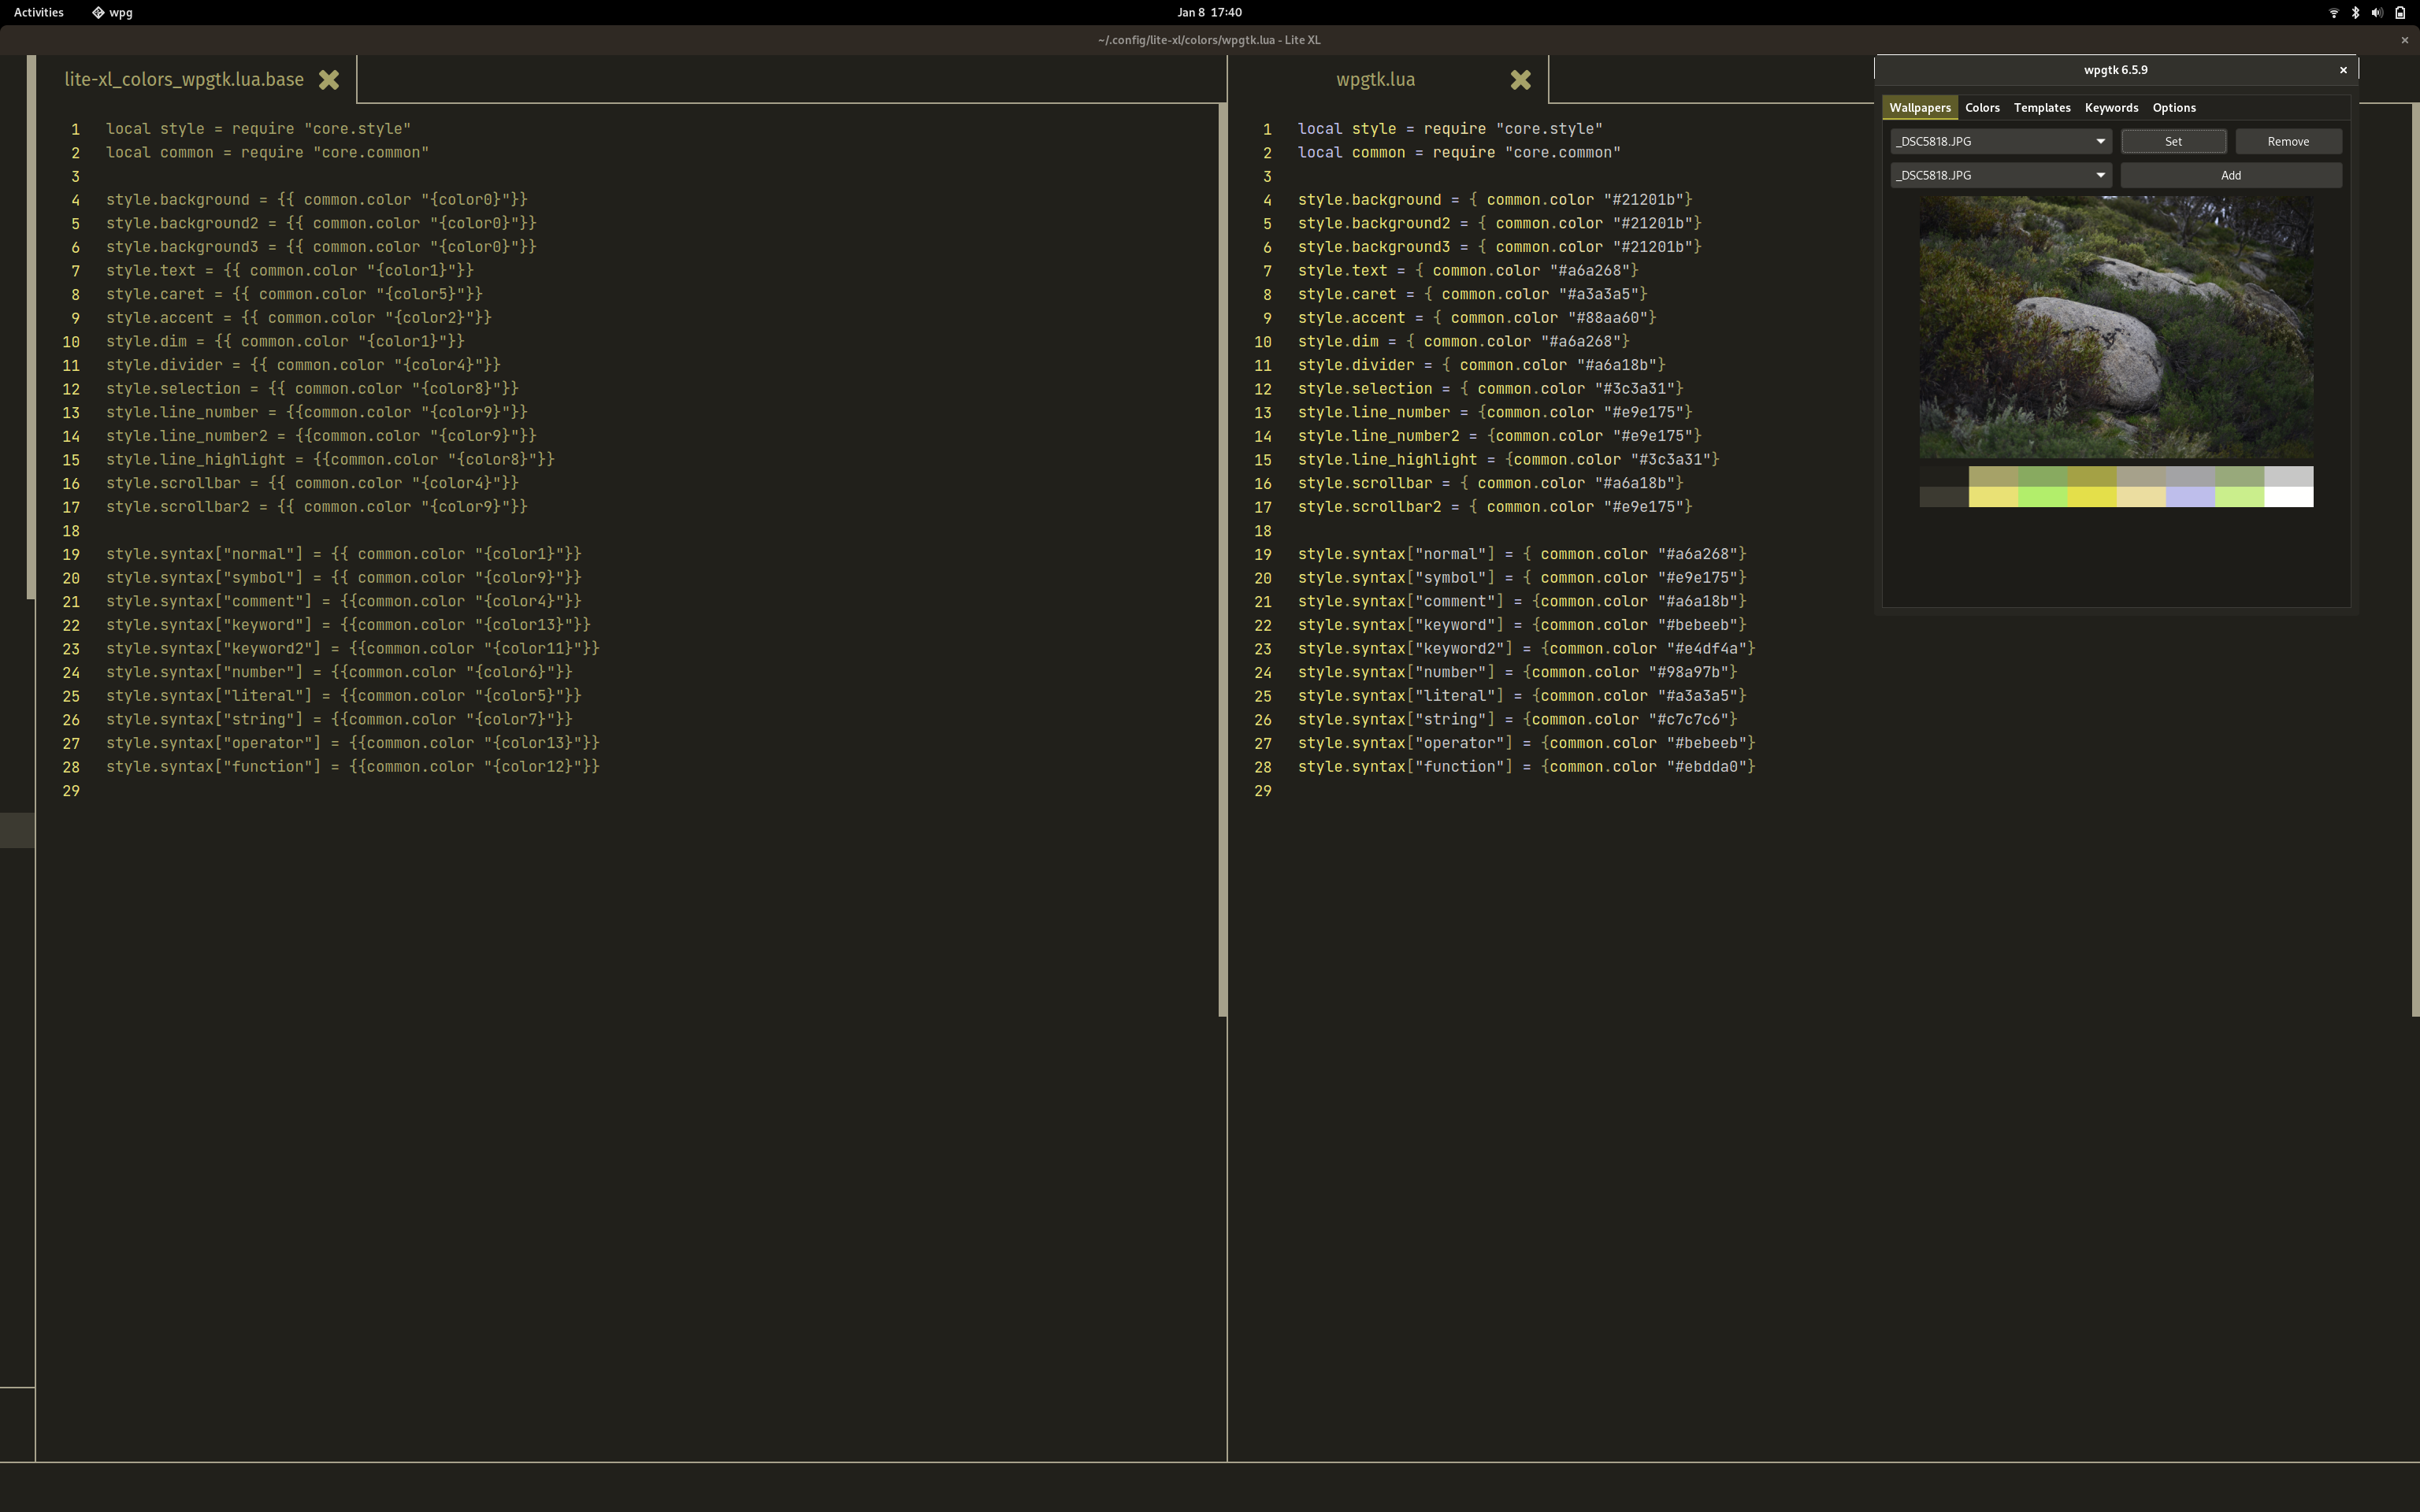 Activities wpg Jan 8 17:40
~/.config/lite-xl/colors/wpgtk.lua - Lite XL
lite-xl_colors_wpgtk.lua.base
1 local style = require "core.style"
2 local common = require "core.common"
3
4 style.background = {{ common.color "{color0}"}}
5 style.background2 = {{ common.color "{color0}"}}
6 style.background3 = {{ common.color "{color0}"}}
7 style.text = {{ common.color "{color1}"}}
8 style.caret = {{ common.color "{color5}"}}
9 style.accent = {{ common.color "{color2}"}}
10 style.dim = {{ common.color "{color1}"}}
11 style.divider = {{ common.color "{color4}"}}
12 style.selection = {{ common.color "{color8}"}}
13 style.line_number = {{common.color "{color9}"}}
14 style.line_number2 = {{common.color "{color9}"}}
15 style.line_highlight = {{common.color "{color8}"}}
16 style.scrollbar = {{ common.color "{color4}"}}
17 style.scrollbar2 = {{ common.color "{color9}"}}
18
19 style.syntax["normal"] = {{ common.color "{color1}"}}
20 style.syntax["symbol"] = {{ common.color "{color9}"}}
21 style.syntax["comment"] = {{common.color "{color4}"}}
22 style.syntax["keyword"] = {{common.color "{color13}"}}
23 style.syntax["keyword2"] = {{common.color "{color11}"}}
24 style.syntax["number"] = {{common.color "{color6}"}}
25 style.syntax["literal"] = {{common.color "{color5}"}}
26 style.syntax["string"] = {{common.color "{color7}"}}
27 style.syntax["operator"] = {{common.color "{color13}"}}
28 style.syntax["function"] = {{common.color "{color12}"}}
29
wpgtk.lua
1 local style = require "core.style"
2 local common = require "core.common"
3
4 style.background = { common.color "#21201b"}
5 style.background2 = { common.color "#21201b"}
6 style.background3 = { common.color "#21201b"}
7 style.text = { common.color "#a6a268"}
8 style.caret = { common.color "#a3a3a5"}
9 style.accent = { common.color "#88aa60"}
10 style.dim = { common.color "#a6a268"}
11 style.divider = { common.color "#a6a18b"}
12 style.selection = { common.color "#3c3a31"}
13 style.line_number = {common.color "#e9e175"}
14 style.line_number2 = {common.color "#e9e175"}
15 style.line_highlight = {common.color "#3c3a31"}
16 style.scrollbar = { common.color "#a6a18b"}
17 style.scrollbar2 = { common.color "#e9e175"}
18
19 style.syntax["normal"] = { common.color "#a6a268"}
20 style.syntax["symbol"] = { common.color "#e9e175"}
21 style.syntax["comment"] = {common.color "#a6a18b"}
22 style.syntax["keyword"] = {common.color "#bebeeb"}
23 style.syntax["keyword2"] = {common.color "#e4df4a"}
24 style.syntax["number"] = {common.color "#98a97b"}
25 style.syntax["literal"] = {common.color "#a3a3a5"}
26 style.syntax["string"] = {common.color "#c7c7c6"}
27 style.syntax["operator"] = {common.color "#bebeeb"}
28 style.syntax["function"] = {common.color "#ebdda0"}
29
wpgtk 6.5.9
Wallpapers Colors Templates Keywords Options
_DSC5818.JPG Set Remove
_DSC5818.JPG Add